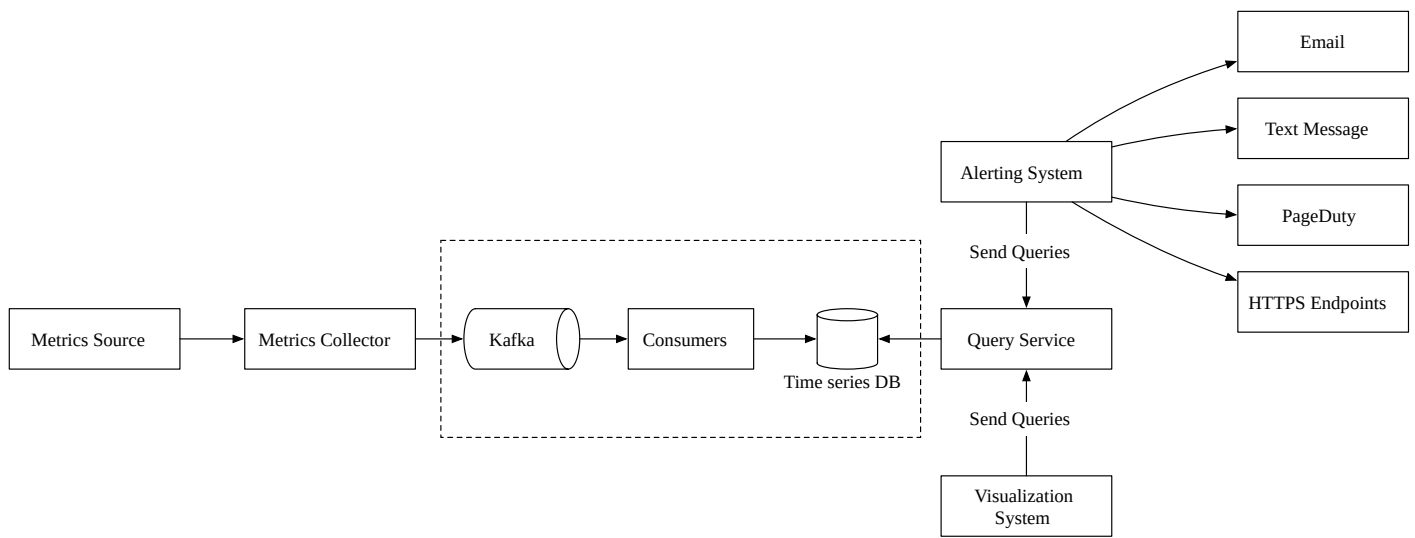 Email
Text Message
Alerting System
PageDuty
Send Queries
HTTPS Endpoints
Metrics Source
Metrics Collector
Kafka
Consumers
Time series DB
Query Service
Send Queries
Visualization
System